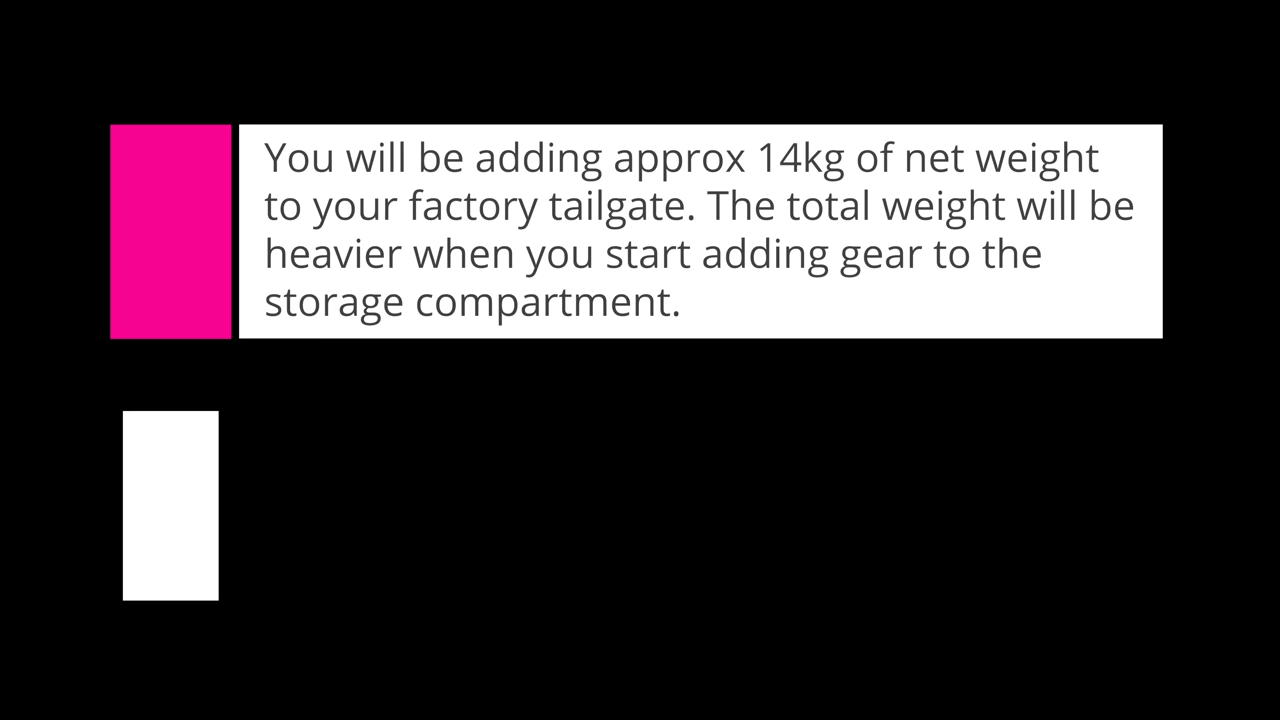 You will be adding approx 14kg of net weight
to your factory tailgate. The total weight will be
heavier when you start adding gear to the
storage compartment.